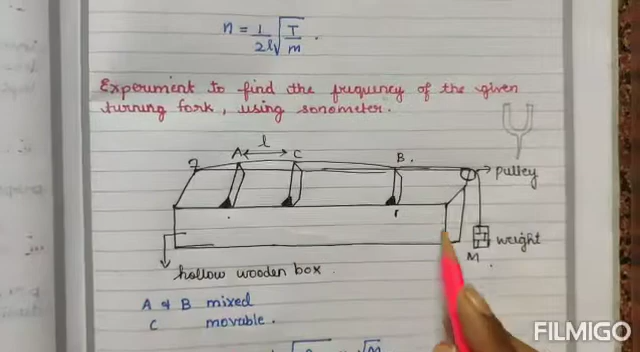 n = 1/2l √T/m .
Experiment to find the frequency of the given
turning fork, using sonometer.
l
A C B.
pulley
weight
M
hollow wooden box.
A & B mixed
C movable.
FILMIGO